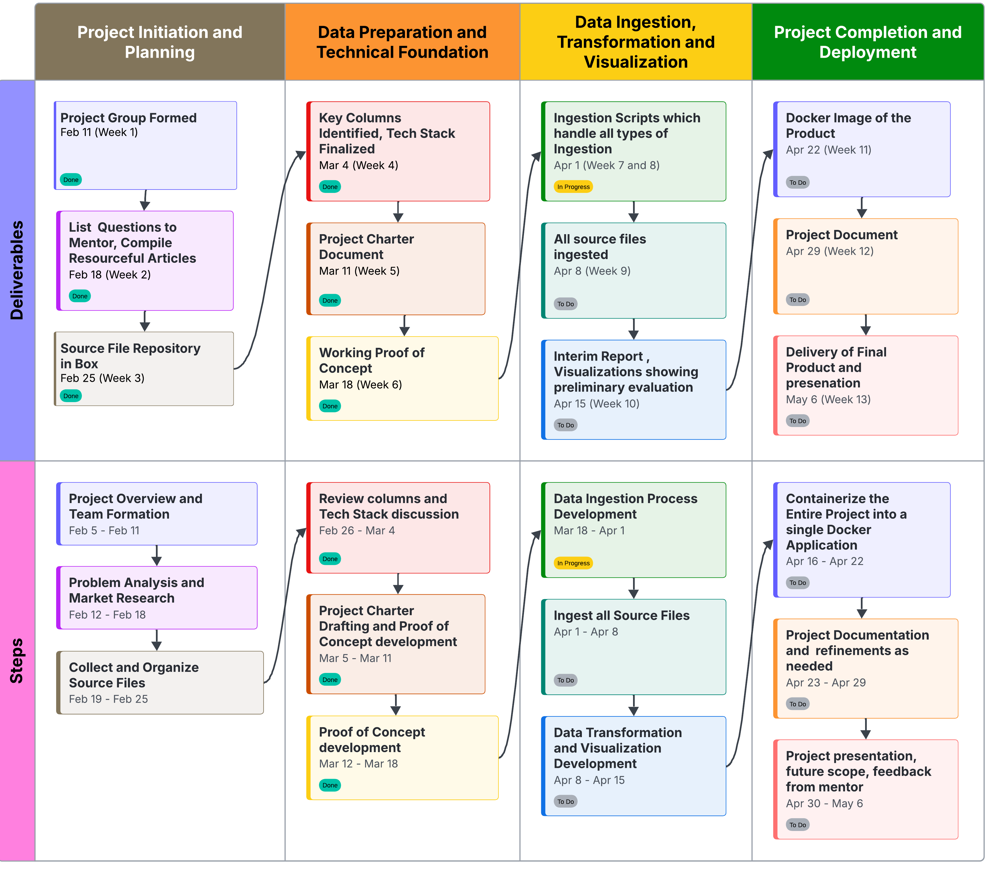 Project Initiation and
Planning
Data Preparation and
Technical Foundation
Data Ingestion,
Transformation and
Visualization
Project Completion and
Deployment
Deliverables
Project Group Formed
Feb 11 (Week 1)
Done
List  Questions to
Mentor, Compile
Resourceful Articles
Feb 18 (Week 2)
Done
Source File Repository
in Box
Feb 25 (Week 3)
Done
Key Columns
Identified, Tech Stack
Finalized
Mar 4 (Week 4)
Done
Project Charter
Document
Mar 11 (Week 5)
Done
Working Proof of
Concept
Mar 18 (Week 6)
Done
Ingestion Scripts which
handle all types of
Ingestion
Apr 1 (Week 7 and 8)
In Progress
All source files
ingested
Apr 8 (Week 9)
To Do
Interim Report ,
Visualizations showing
preliminary evaluation
Apr 15 (Week 10)
To Do
Docker Image of the
Product
Apr 22 (Week 11)
To Do
Project Document
Apr 29 (Week 12)
To Do
Delivery of Final
Product and
presenation
May 6 (Week 13)
To Do
Steps
Project Overview and
Team Formation
Feb 5 - Feb 11
Problem Analysis and
Market Research
Feb 12 - Feb 18
Collect and Organize
Source Files
Feb 19 - Feb 25
Review columns and
Tech Stack discussion
Feb 26 - Mar 4
Done
Project Charter
Drafting and Proof of
Concept development
Mar 5 - Mar 11
Done
Proof of Concept
development
Mar 12 - Mar 18
Done
Data Ingestion Process
Development
Mar 18 - Apr 1
In Progress
Ingest all Source Files
Apr 1 - Apr 8
To Do
Data Transformation
and Visualization
Development
Apr 8 - Apr 15
To Do
Containerize the
Entire Project into a
single Docker
Application
Apr 16 - Apr 22
To Do
Project Documentation
and  refinements as
needed
Apr 23 - Apr 29
To Do
Project presentation,
future scope, feedback
from mentor
Apr 30 - May 6
To Do